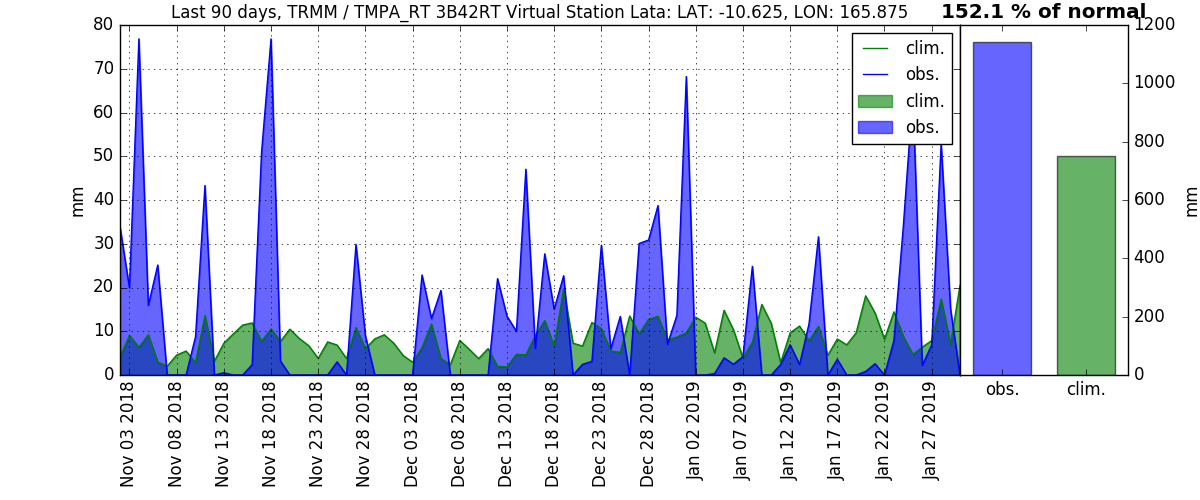 Last 90 days, TRMM / TMPA_RT 3B42RT Virtual Station Lata: LAT: -10.625, LON: 165.875
152.1 % of normal
80
70
60
50
40
30
20
10
0
mm
clim.
obs.
clim.
obs.
1200
1000
800
600
400
200
0
mm
obs.
clim.
Nov 03 2018
Nov 08 2018
Nov 13 2018
Nov 18 2018
Nov 23 2018
Nov 28 2018
Dec 03 2018
Dec 08 2018
Dec 13 2018
Dec 18 2018
Dec 23 2018
Dec 28 2018
Jan 02 2019
Jan 07 2019
Jan 12 2019
Jan 17 2019
Jan 22 2019
Jan 27 2019